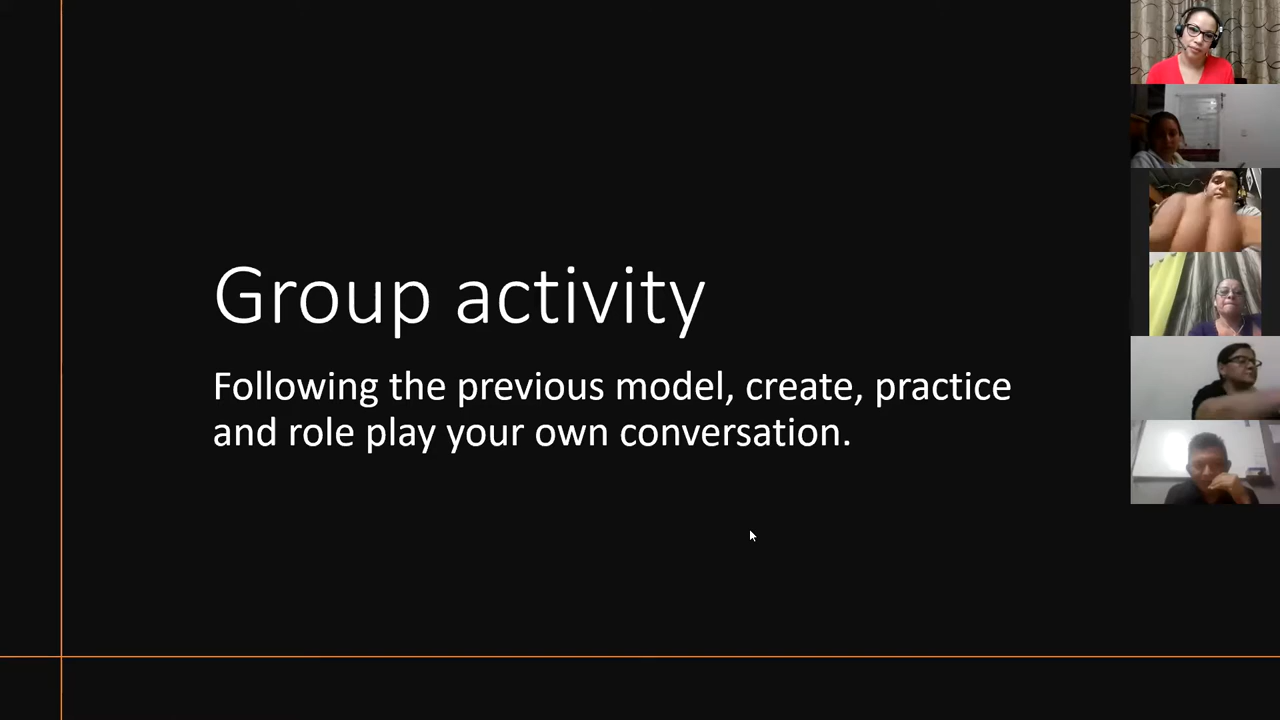 Group activity
Following the previous model, create, practice
and role play your own conversation.